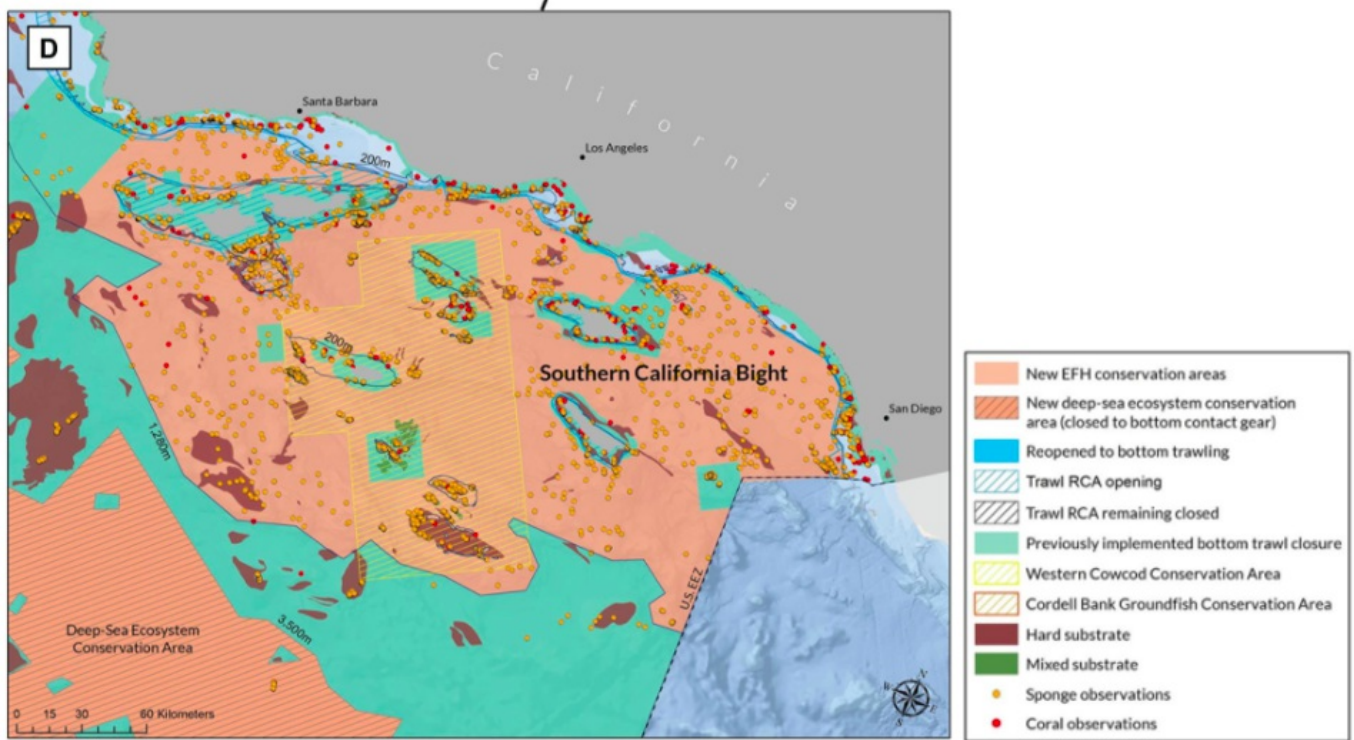 D
California
Santa Barbara
Los Angeles
200m
200m
Southern California Bight
San Diego
1,280m
U.S. EEZ
3,500m
Deep-Sea Ecosystem
Conservation Area
0 15 30 60 Kilometers
N
W
E
S
New EFH conservation areas
New deep-sea ecosystem conservation
area (closed to bottom contact gear)
Reopened to bottom trawling
Trawl RCA opening
Trawl RCA remaining closed
Previously implemented bottom trawl closure
Western Cowcod Conservation Area
Cordell Bank Groundfish Conservation Area
Hard substrate
Mixed substrate
Sponge observations
Coral observations